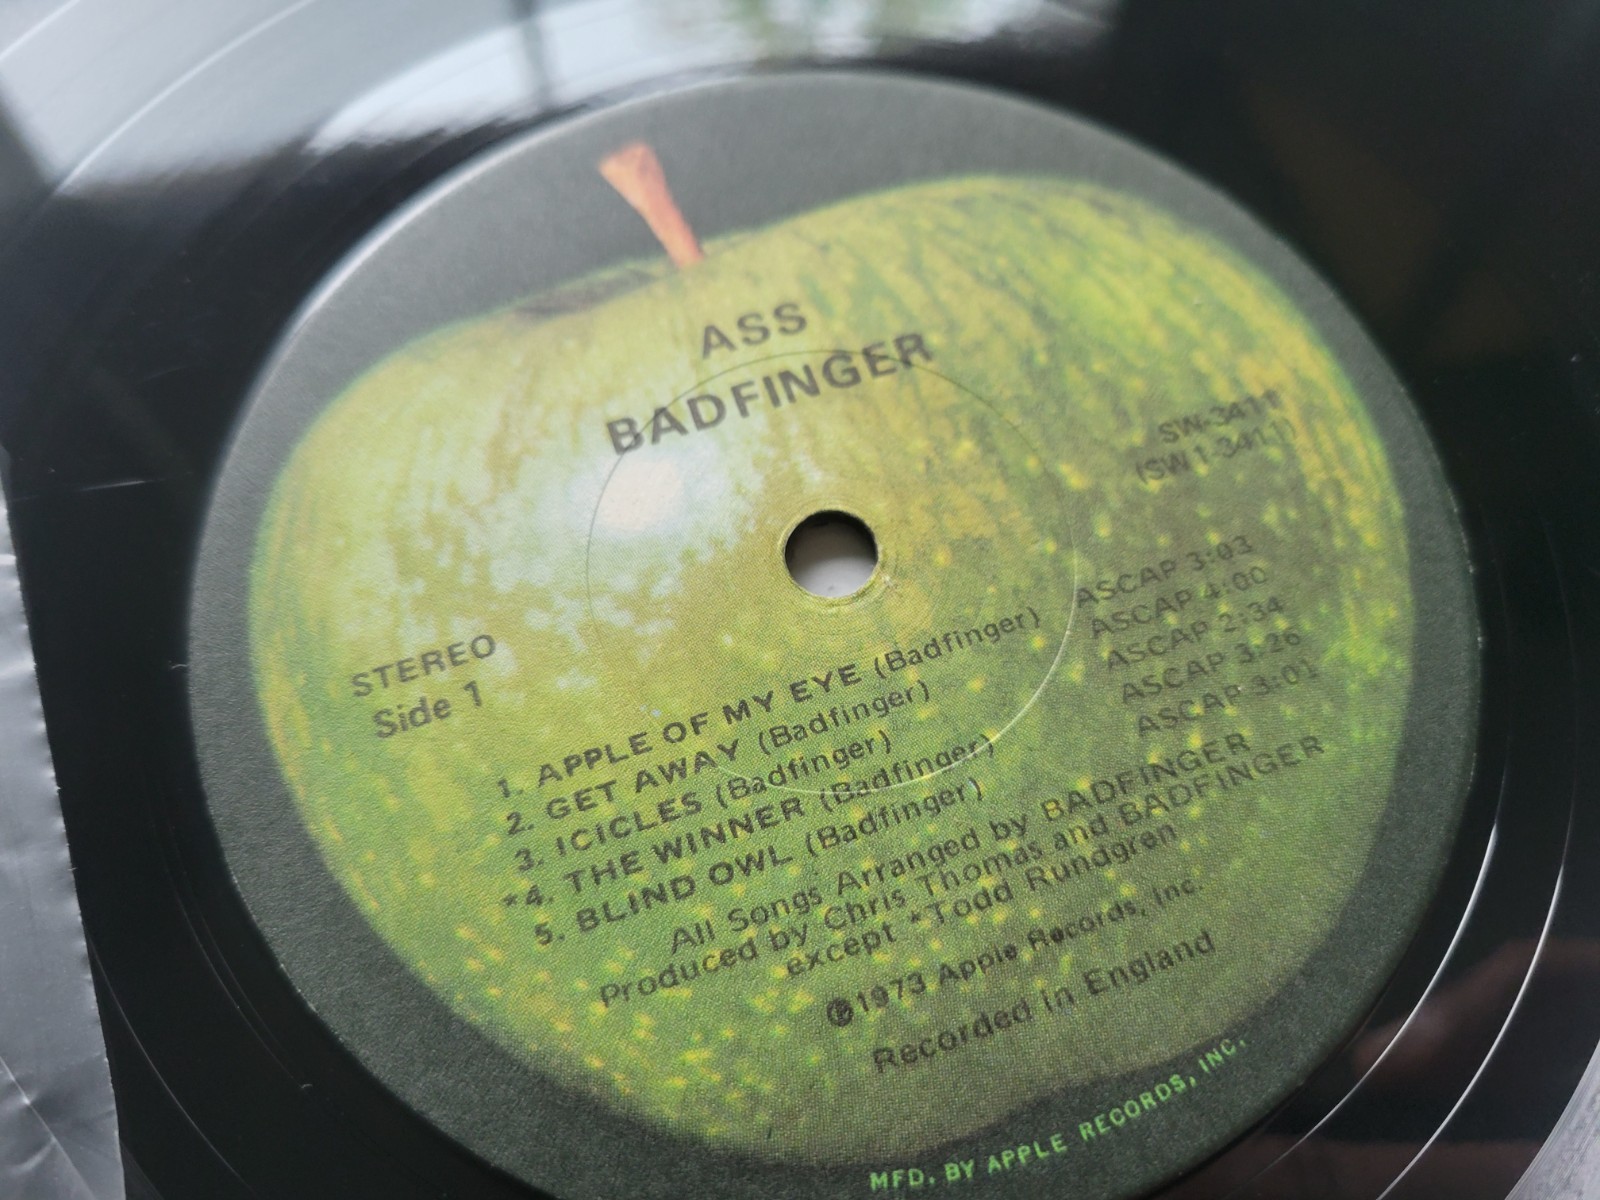 ASS
BADFINGER
SW-3411
(SW 1-3411)
STEREO
Side 1
1. APPLE OF MY EYE (Badfinger) ASCAP 3:03
2. GET AWAY (Badfinger) ASCAP 4:00
3. ICICLES (Badfinger) ASCAP 2:34
*4. THE WINNER (Badfinger) ASCAP 3:26
5. BLIND OWL (Badfinger) ASCAP 3:01
All Songs Arranged by BADFINGER
Produced by Chris Thomas and BADFINGER
except *Todd Rundgren
℗1973 Apple Records, Inc.
Recorded in England
MFD. BY APPLE RECORDS, INC.